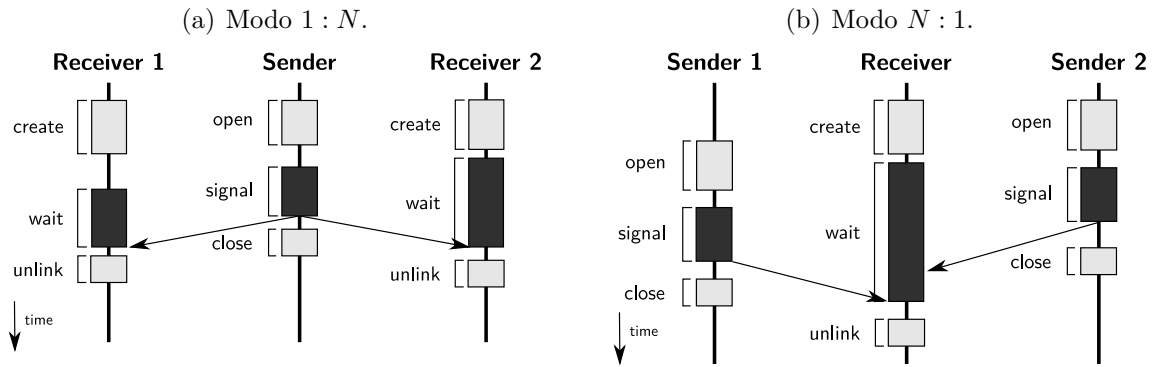 (a) Modo 1 : N.
Receiver 1
Sender
Receiver 2
create
open
create
signal
wait
wait
close
unlink
unlink
time
(b) Modo N : 1.
Sender 1
Receiver
Sender 2
create
open
open
signal
signal
wait
close
close
unlink
time